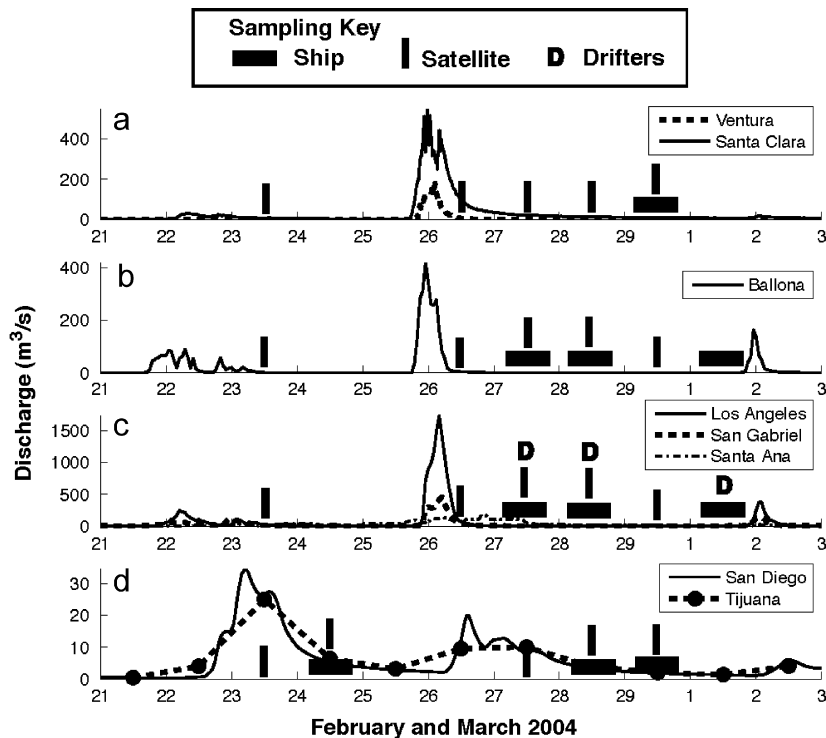 Sampling Key
Ship Satellite D Drifters
a
Ventura
Santa Clara
400
200
0
21 22 23 24 25 26 27 28 29 1 2 3
b
Ballona
400
200
0
21 22 23 24 25 26 27 28 29 1 2 3
c
Los Angeles
San Gabriel
Santa Ana
1500
1000
500
0
D D D
21 22 23 24 25 26 27 28 29 1 2 3
d
San Diego
Tijuana
30
20
10
0
21 22 23 24 25 26 27 28 29 1 2 3
Discharge (m³/s)
February and March 2004